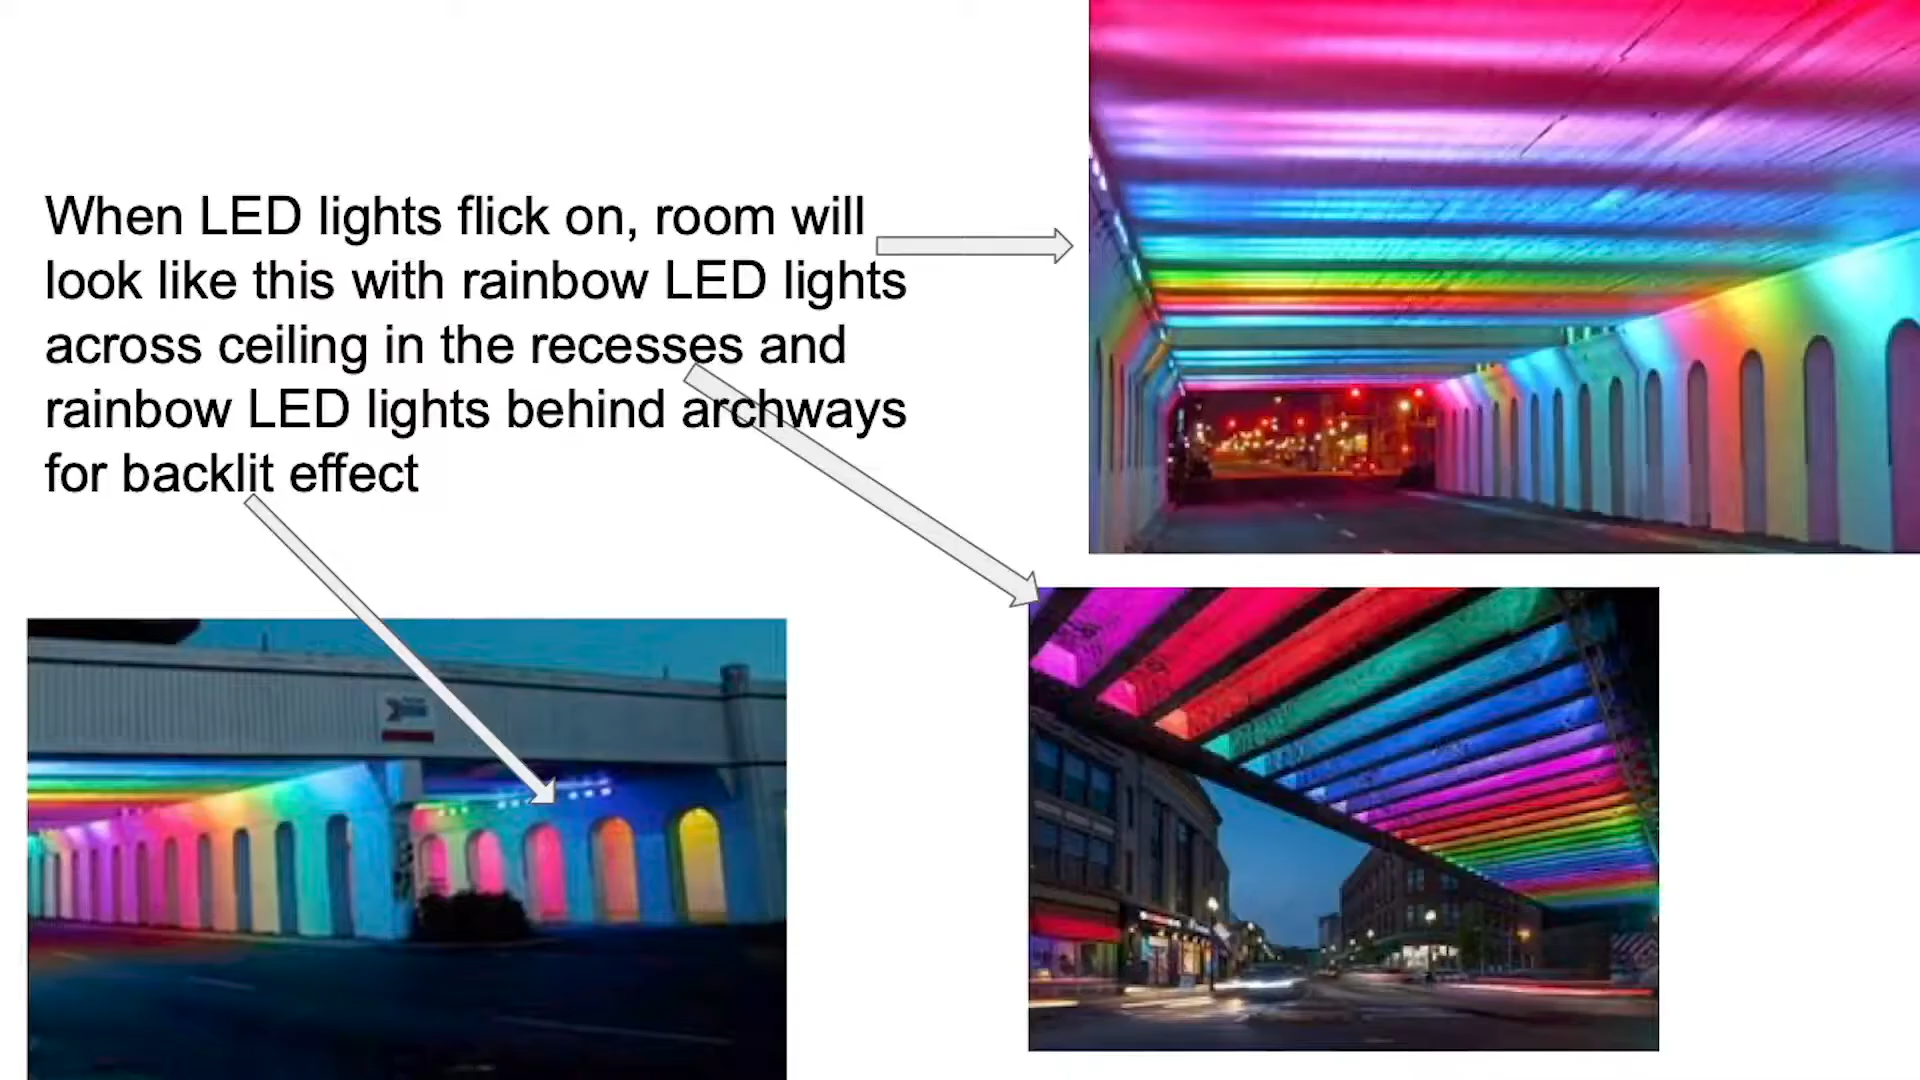 When LED lights flick on, room will
look like this with rainbow LED lights
across ceiling in the recesses and
rainbow LED lights behind archways
for backlit effect